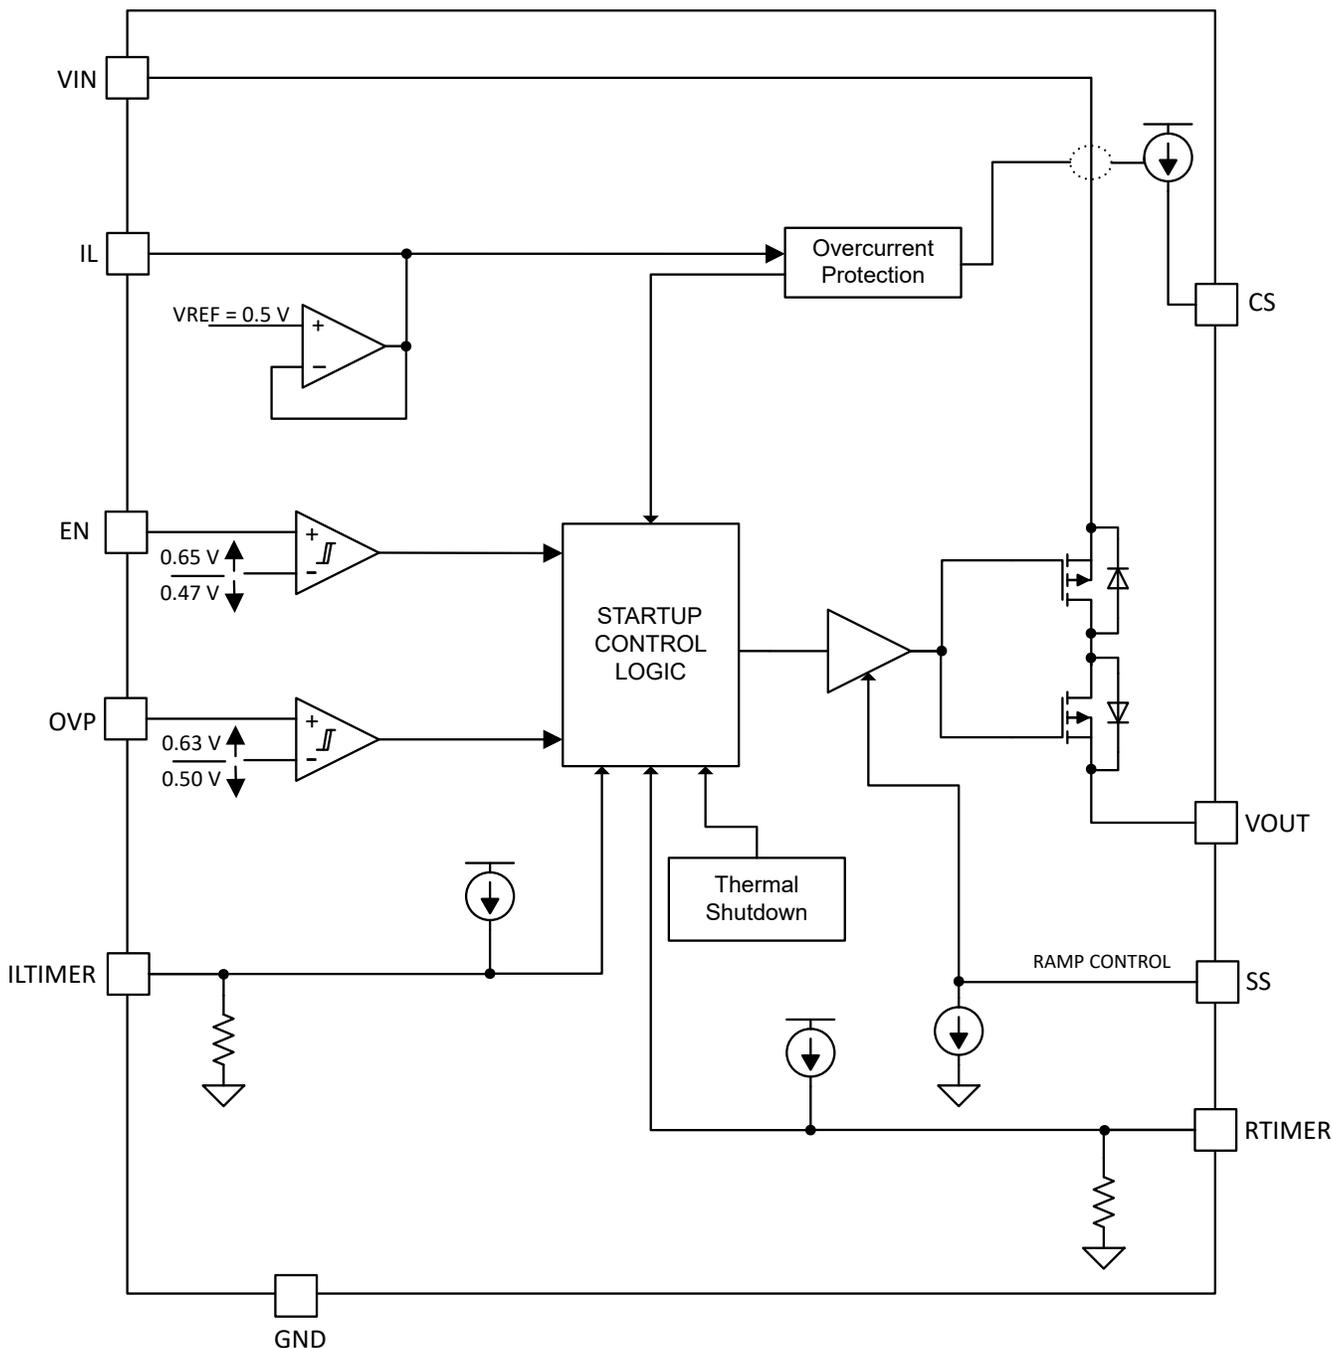 VIN
IL
Overcurrent
Protection
CS
VREF = 0.5 V
+
−
EN
+
0.65 V
-
0.47 V
STARTUP
CONTROL
LOGIC
OVP
+
0.63 V
-
0.50 V
VOUT
Thermal
Shutdown
ILTIMER
RAMP CONTROL
SS
RTIMER
GND